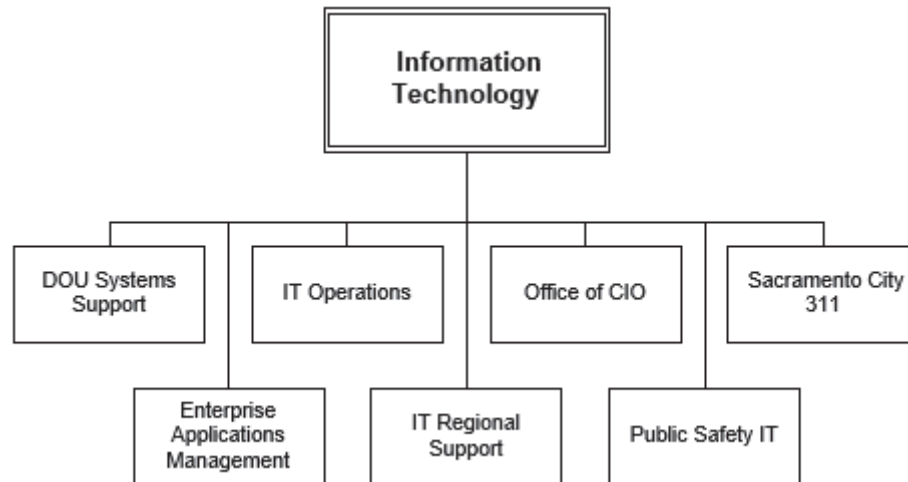 Information
Technology
DOU Systems
Support
IT Operations
Office of CIO
Sacramento City
311
Enterprise
Applications
Management
IT Regional
Support
Public Safety IT